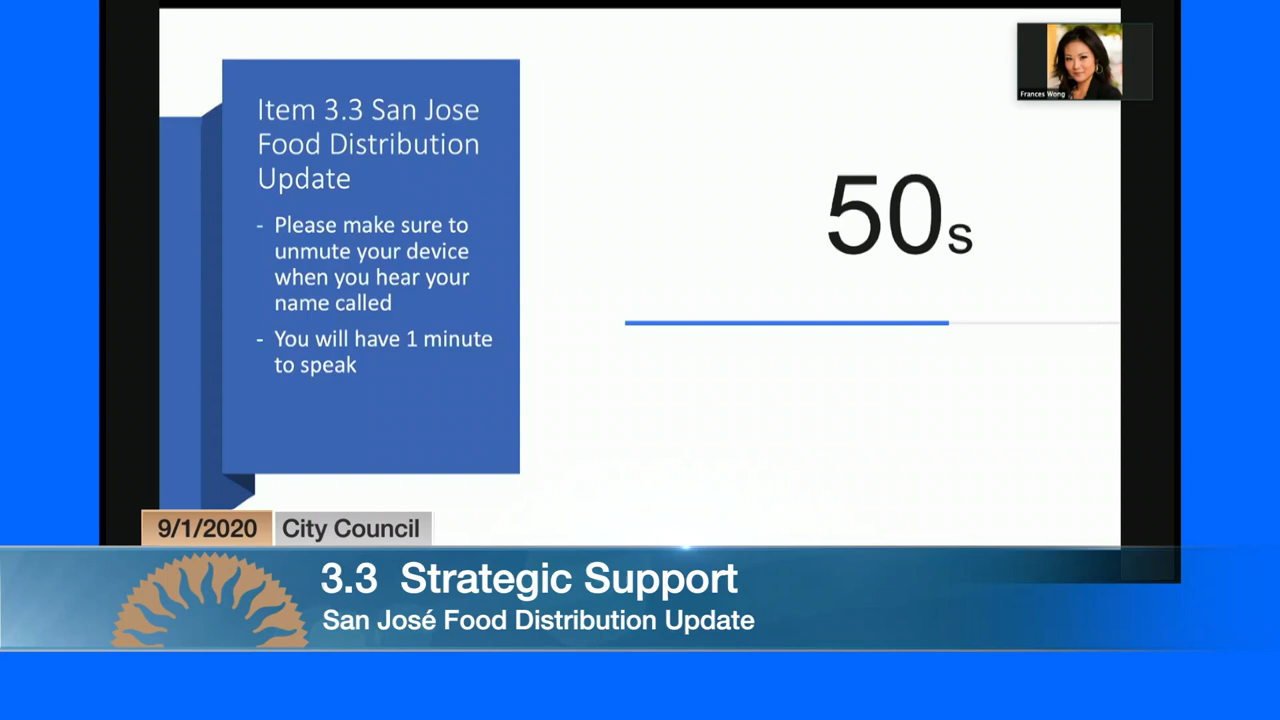 Frances Wong
Item 3.3 San Jose
Food Distribution
Update
- Please make sure to
unmute your device
when you hear your
name called
- You will have 1 minute
to speak
50s
9/1/2020 City Council
3.3 Strategic Support
San José Food Distribution Update